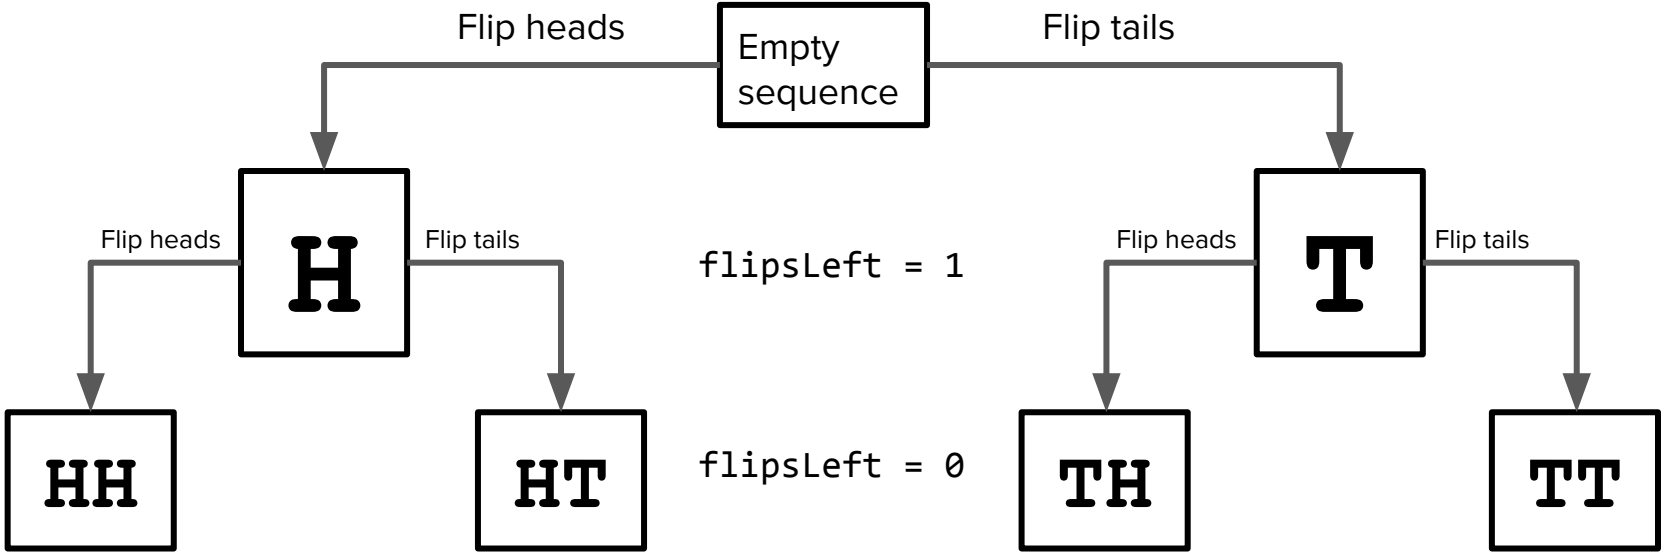 Flip heads
Empty
sequence
Flip tails
Flip heads
H
Flip tails
flipsLeft = 1
Flip heads
T
Flip tails
HH
HT
flipsLeft = 0
TH
TT